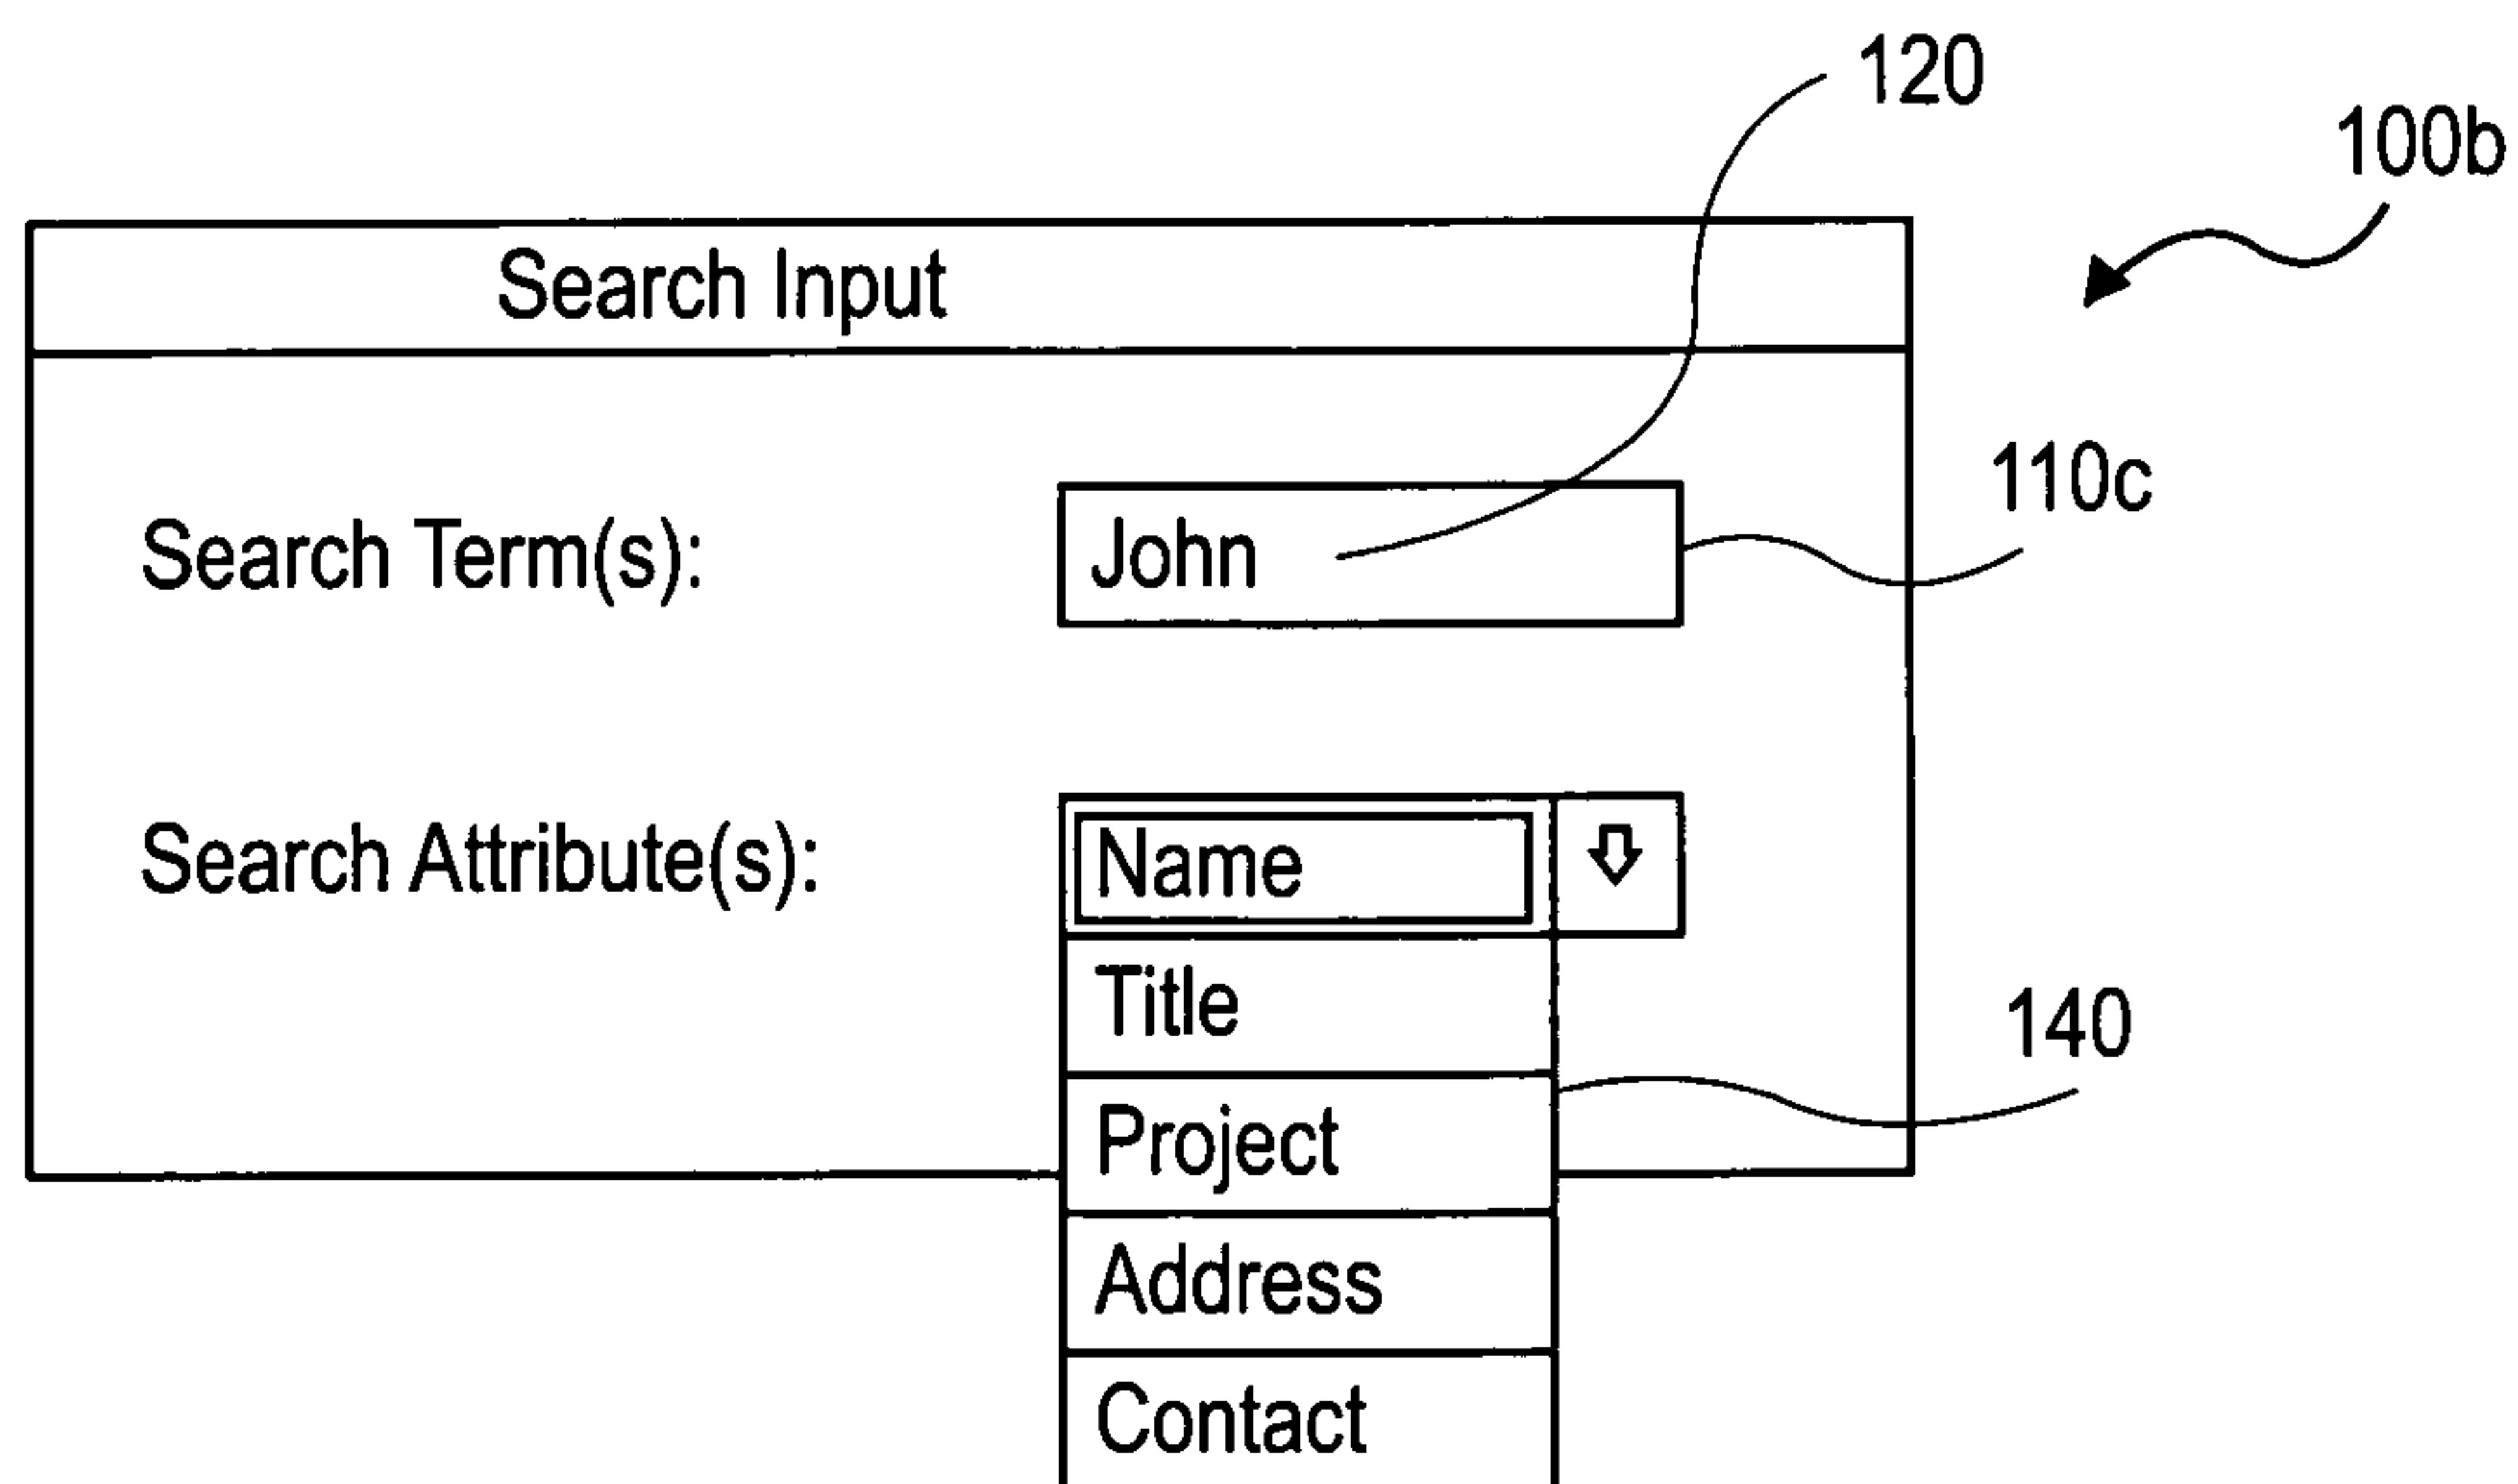 120
100b
Search Input
110c
Search Term(s): John
Search Attribute(s): Name
Title
140
Project
Address
Contact